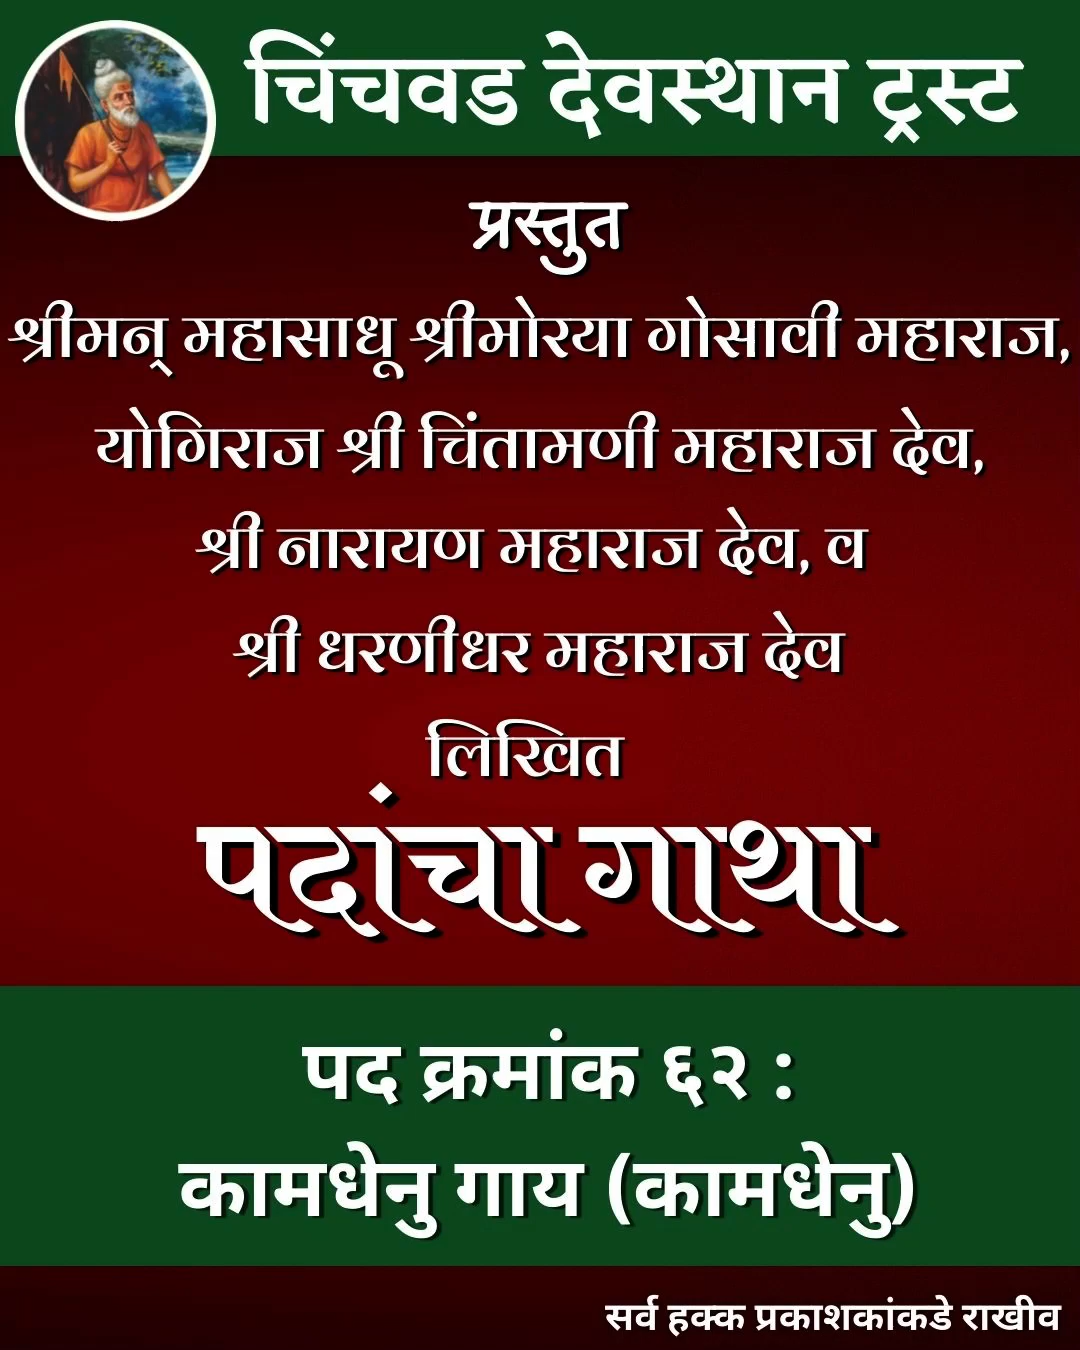 चिंचवड देवस्थान ट्रस्ट
प्रस्तुत
श्रीमन् महासाधू श्रीमोरया गोसावी महाराज,
योगिराज श्री चिंतामणी महाराज देव,
श्री नारायण महाराज देव, व
श्री धरणीधर महाराज देव
लिखित
पदांचा गाथा
पद क्रमांक ६२ :
कामधेनु गाय (कामधेनु)
सर्व हक्क प्रकाशकांकडे राखीव